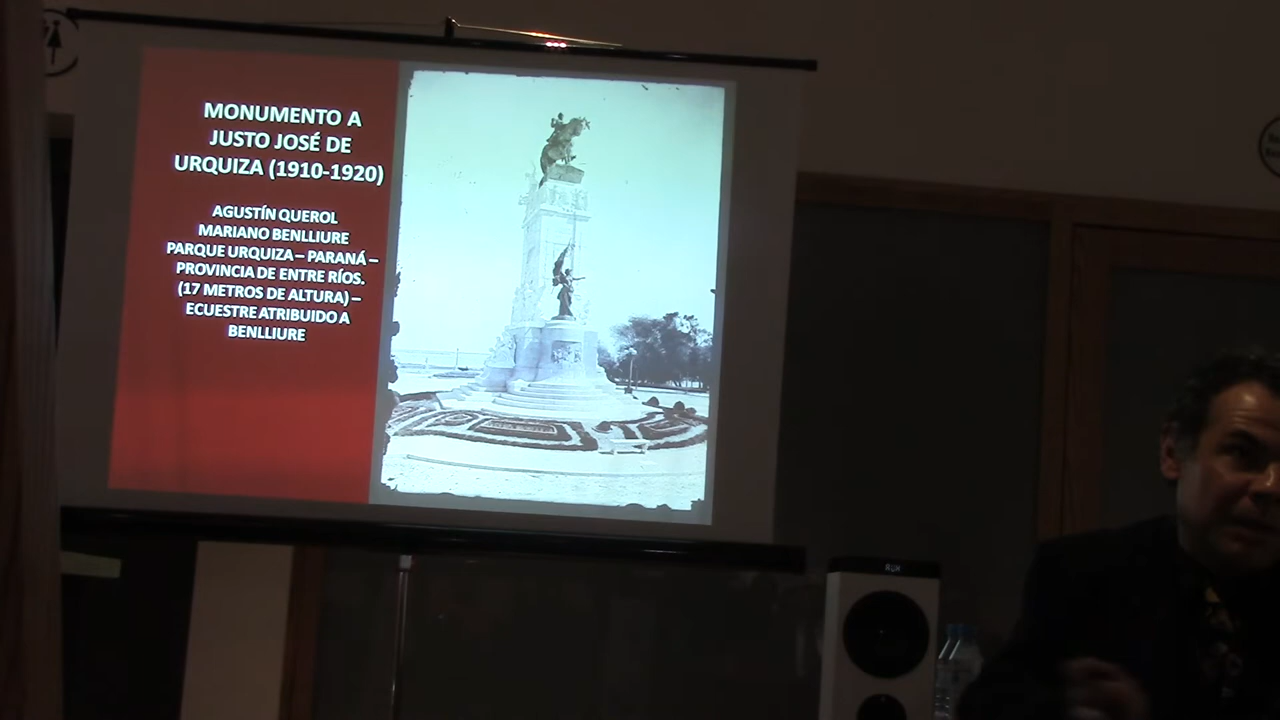 MONUMENTO A
JUSTO JOSÉ DE
URQUIZA (1910-1920)
AGUSTÍN QUEROL
MARIANO BENLLIURE
PARQUE URQUIZA – PARANÁ –
PROVINCIA DE ENTRE RÍOS.
(17 METROS DE ALTURA) –
ECUESTRE ATRIBUIDO A
BENLLIURE